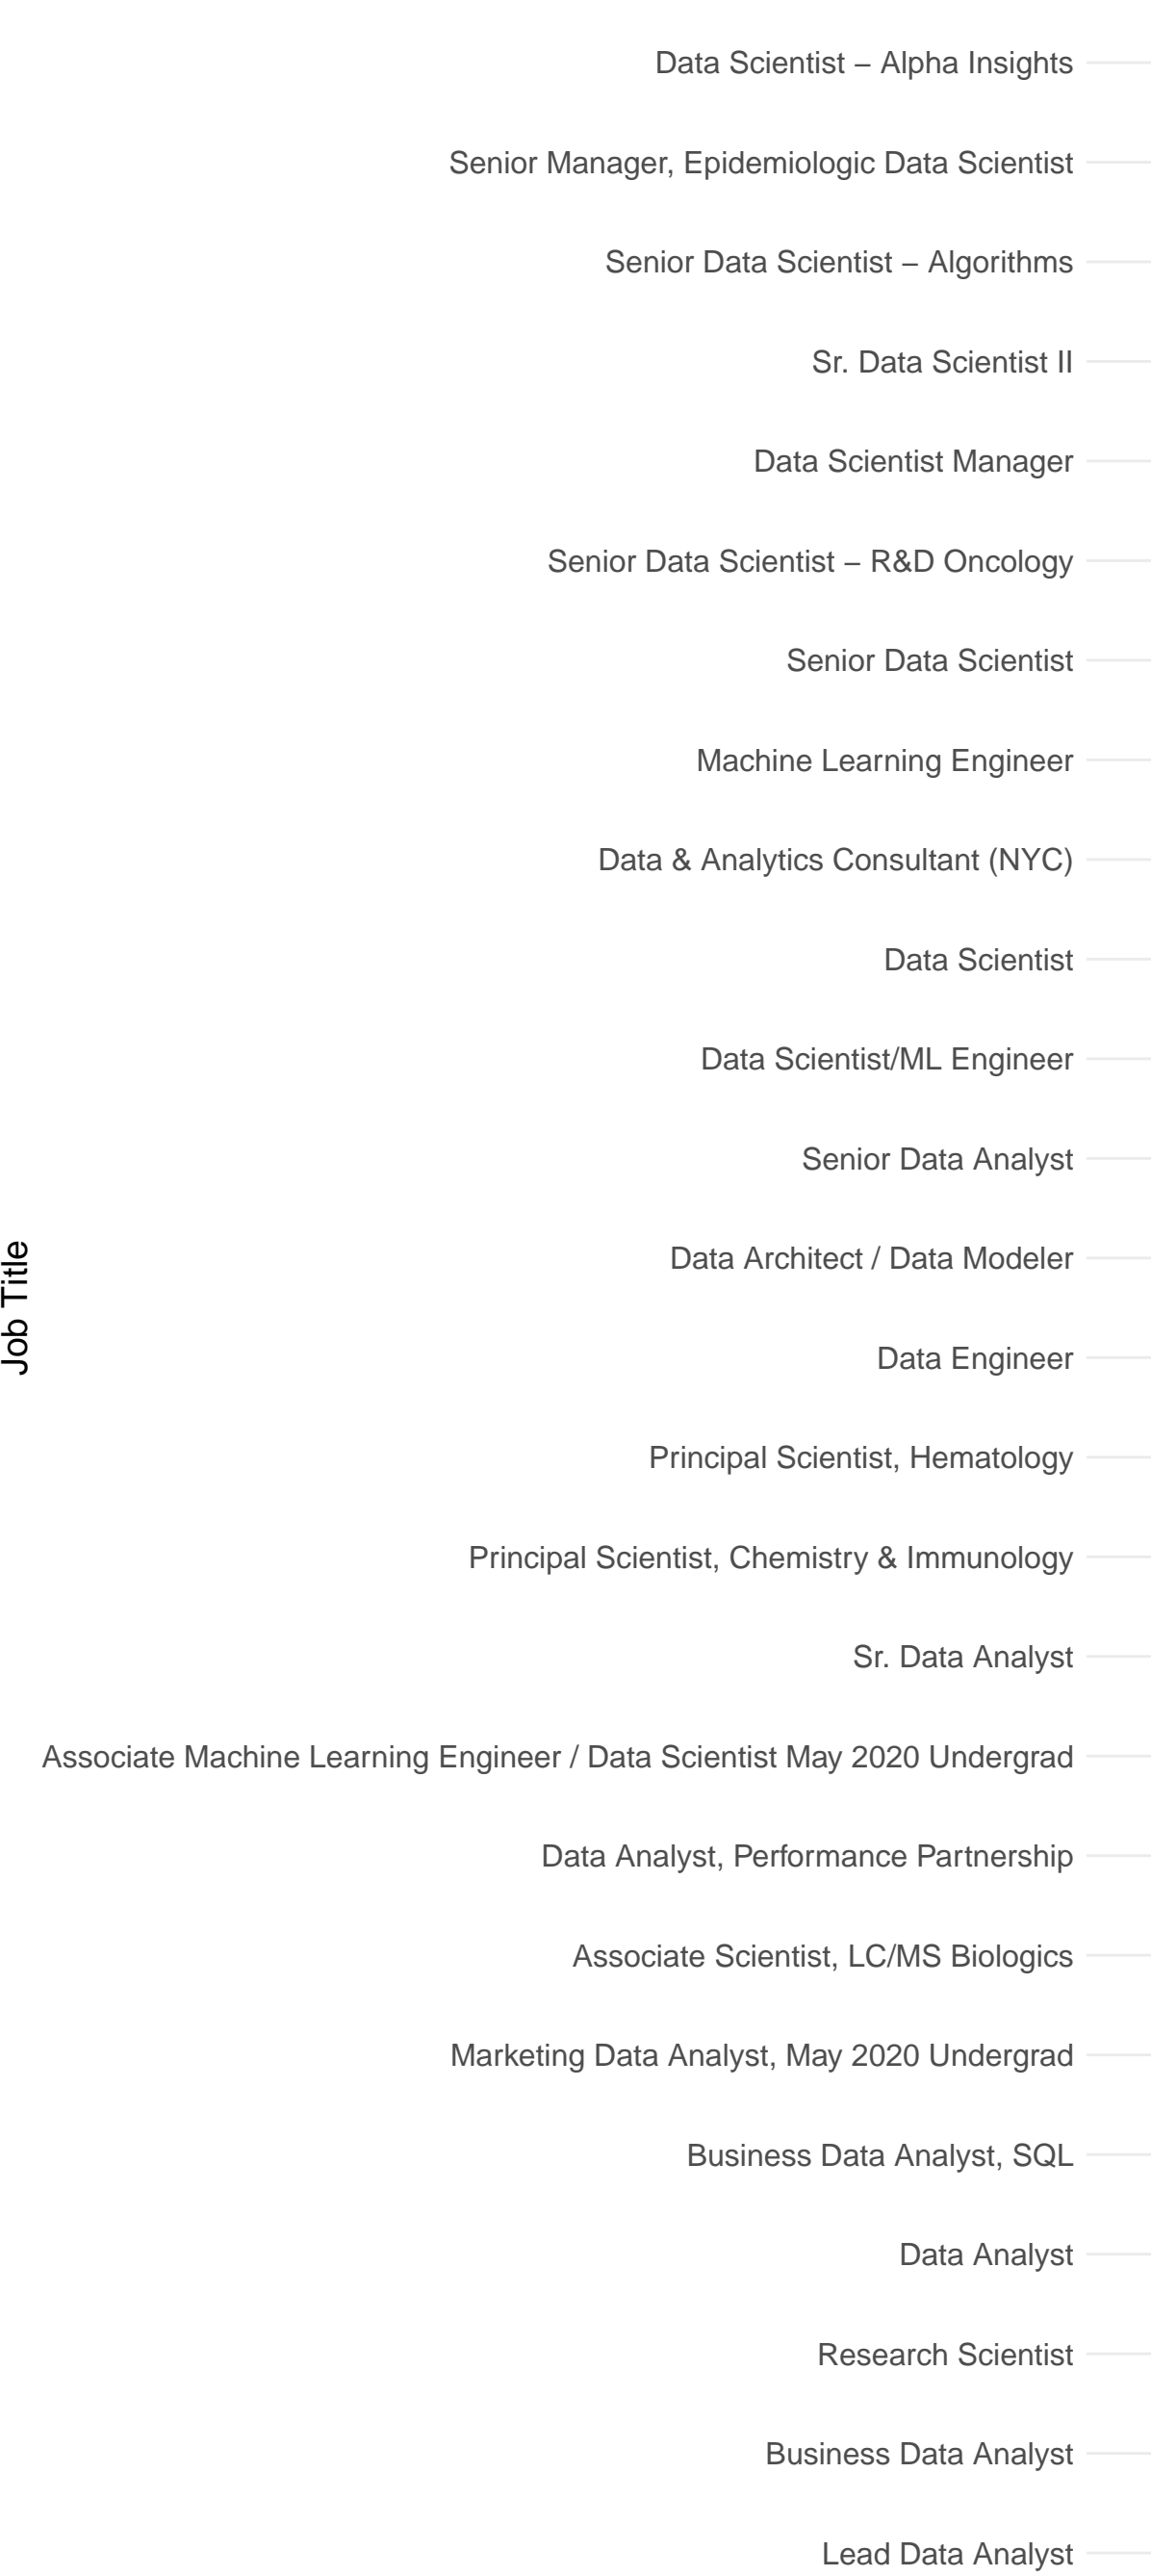 Data Scientist – Alpha Insights
Senior Manager, Epidemiologic Data Scientist
Senior Data Scientist – Algorithms
Sr. Data Scientist II
Data Scientist Manager
Senior Data Scientist – R&D Oncology
Senior Data Scientist
Machine Learning Engineer
Data & Analytics Consultant (NYC)
Data Scientist
Data Scientist/ML Engineer
Senior Data Analyst
Job Title
Data Architect / Data Modeler
Data Engineer
Principal Scientist, Hematology
Principal Scientist, Chemistry & Immunology
Sr. Data Analyst
Associate Machine Learning Engineer / Data Scientist May 2020 Undergrad
Data Analyst, Performance Partnership
Associate Scientist, LC/MS Biologics
Marketing Data Analyst, May 2020 Undergrad
Business Data Analyst, SQL
Data Analyst
Research Scientist
Business Data Analyst
Lead Data Analyst